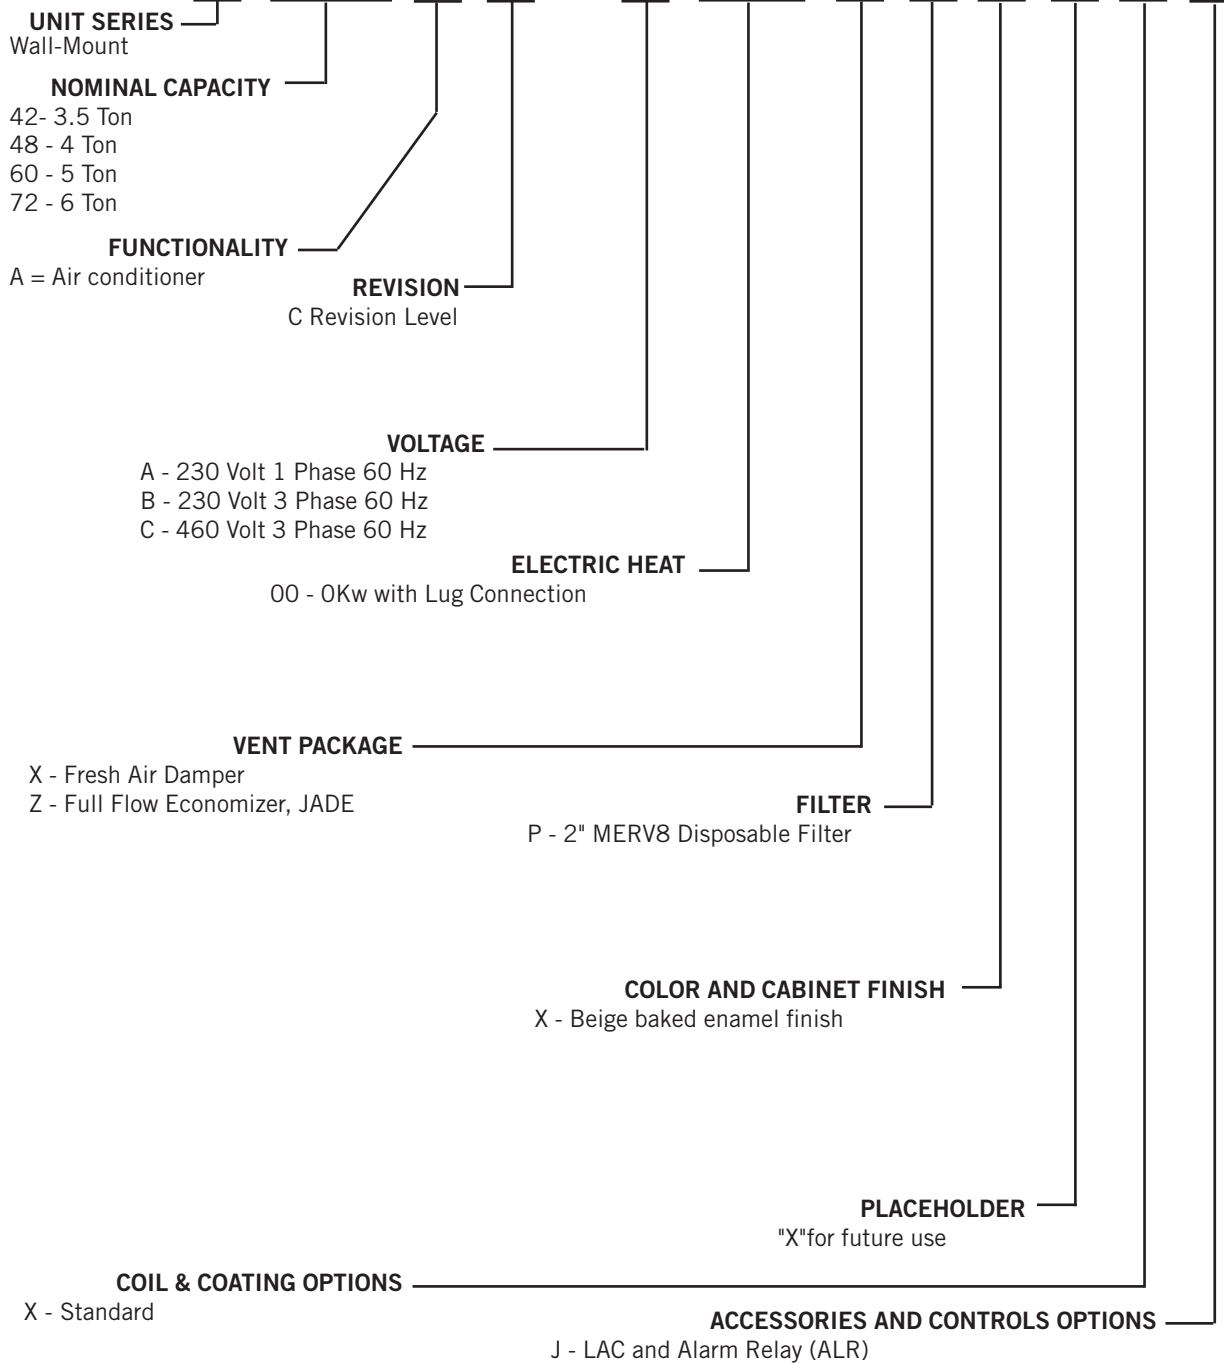 UNIT SERIES
Wall-Mount
NOMINAL CAPACITY
42- 3.5 Ton
48 - 4 Ton
60 - 5 Ton
72 - 6 Ton
FUNCTIONALITY
A = Air conditioner
REVISION
C Revision Level
VOLTAGE
A - 230 Volt 1 Phase 60 Hz
B - 230 Volt 3 Phase 60 Hz
C - 460 Volt 3 Phase 60 Hz
ELECTRIC HEAT
00 - 0Kw with Lug Connection
VENT PACKAGE
X - Fresh Air Damper
Z - Full Flow Economizer, JADE
FILTER
P - 2" MERV8 Disposable Filter
COLOR AND CABINET FINISH
X - Beige baked enamel finish
PLACEHOLDER
"X"for future use
COIL & COATING OPTIONS
X - Standard
ACCESSORIES AND CONTROLS OPTIONS
J - LAC and Alarm Relay (ALR)